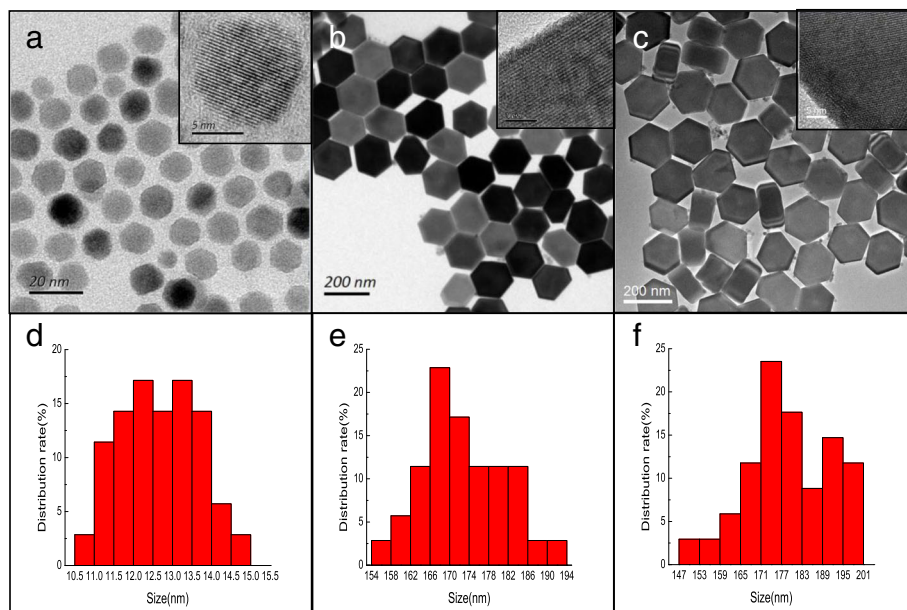 a
5 nm
20 nm
b
200 nm
c
5 nm
200 nm
d
20
15
10
5
0
Distribution rate(%)
10.5 11.0 11.5 12.0 12.5 13.0 13.5 14.0 14.5 15.0 15.5
Size(nm)
e
25
20
15
10
5
0
Distribution rate(%)
154 158 162 166 170 174 178 182 186 190 194
Size(nm)
f
25
20
15
10
5
0
Distribution rate(%)
147 153 159 165 171 177 183 189 195 201
Size(nm)